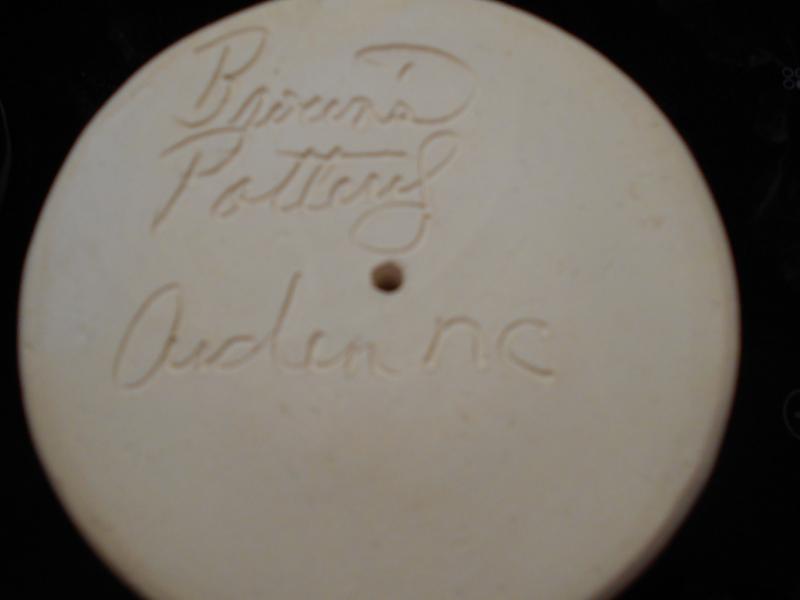 Brown's
Pottery
Arden nc